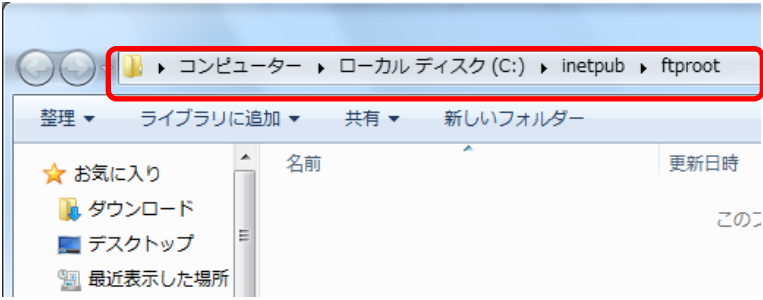 コンピューター ▸ ローカル ディスク (C:) ▸ inetpub ▸ ftproot
整理 ▼ ライブラリに追加 ▼ 共有 ▼ 新しいフォルダー
お気に入り
ダウンロード
デスクトップ
最近表示した場所
名前 更新日時
このフ